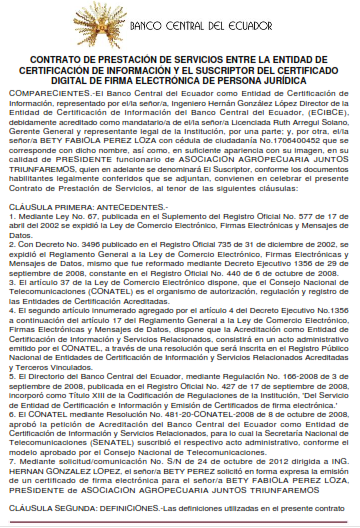 BANCO CENTRAL DEL ECUADOR
CONTRATO DE PRESTACIÓN DE SERVICIOS ENTRE LA ENTIDAD DE
CERTIFICACIÓN DE INFORMACIÓN Y EL SUSCRIPTOR DEL CERTIFICADO
DIGITAL DE FIRMA ELECTRÓNICA DE PERSONA JURÍDICA
COMPARECIENTES.-El Banco Central del Ecuador como Entidad de Certificación de
Información, representado por el/la señor/a, Ingeniero Hernán González López Director de la
Entidad de Certificación de Información del Banco Central del Ecuador, (ECIBCE),
debidamente acreditado como mandatario/a de el/la señor/a Licenciada Ruth Arregui Solano,
Gerente General y representante legal de la institución, por una parte; y, por otra, el/la
señor/a BETY FABIOLA PEREZ LOZA con cédula de ciudadanía No.1706400452 que se
corresponde con dicho nombre, así como, en suficiente apariencia con su imagen, en su
calidad de PRESIDENTE funcionario de ASOCIACION AGROPECUARIA JUNTOS
TRIUNFAREMOS, quien en adelante se denominará El Suscriptor, conforme los documentos
habilitantes legalmente conferidos que se adjuntan, convienen en celebrar el presente
Contrato de Prestación de Servicios, al tenor de las siguientes cláusulas:
CLÁUSULA PRIMERA: ANTECEDENTES.-
1. Mediante Ley No. 67, publicada en el Suplemento del Registro Oficial No. 577 de 17 de
abril del 2002 se expidió la Ley de Comercio Electrónico, Firmas Electrónicas y Mensajes de
Datos.
2. Con Decreto No. 3496 publicado en el Registro Oficial 735 de 31 de diciembre de 2002, se
expidió el Reglamento General a la Ley de Comercio Electrónico, Firmas Electrónicas y
Mensajes de Datos, mismo que fue reformado mediante Decreto Ejecutivo 1356 de 29 de
septiembre de 2008, constante en el Registro Oficial No. 440 de 6 de octubre de 2008.
3. El artículo 37 de la Ley de Comercio Electrónico dispone, que el Consejo Nacional de
Telecomunicaciones (CONATEL) es el organismo de autorización, regulación y registro de
las Entidades de Certificación Acreditadas.
4. El segundo artículo innumerado agregado por el artículo 4 del Decreto Ejecutivo No.1356
a continuación del artículo 17 del Reglamento General a la Ley de Comercio Electrónico,
Firmas Electrónicas y Mensajes de Datos, dispone que la Acreditación como Entidad de
Certificación de Información y Servicios Relacionados, consistirá en un acto administrativo
emitido por el CONATEL, a través de una resolución que será inscrita en el Registro Público
Nacional de Entidades de Certificación de Información y Servicios Relacionados Acreditadas
y Terceros Vinculados.
5. El Directorio del Banco Central del Ecuador, mediante Regulación No. 166-2008 de 3 de
septiembre de 2008, publicada en el Registro Oficial No. 427 de 17 de septiembre de 2008,
incorporó como Título XIII de la Codificación de Regulaciones de la Institución, 'Del Servicio
de Entidad de Certificación e Información y Emisión de Certificados de firma electrónica.'
6. El CONATEL mediante Resolución No. 481-20-CONATEL-2008 de 8 de octubre de 2008,
aprobó la petición de Acreditación del Banco Central del Ecuador como Entidad de
Certificación de Información y Servicios Relacionados, para lo cual la Secretaría Nacional de
Telecomunicaciones (SENATEL) suscribió el respectivo acto administrativo, conforme el
modelo aprobado por el Consejo Nacional de Telecomunicaciones.
7. Mediante solicitud/comunicación No. S/N de 24 de octubre de 2012 dirigida a ING.
HERNAN GONZALEZ LÓPEZ, el señor/a BETY PEREZ solicitó en forma expresa la emisión
de un certificado de firma electrónica para el señor/a BETY FABIOLA PEREZ LOZA,
PRESIDENTE de ASOCIACION AGROPECUARIA JUNTOS TRIUNFAREMOS
CLÁUSULA SEGUNDA: DEFINICIONES.-Las definiciones utilizadas en el presente contrato